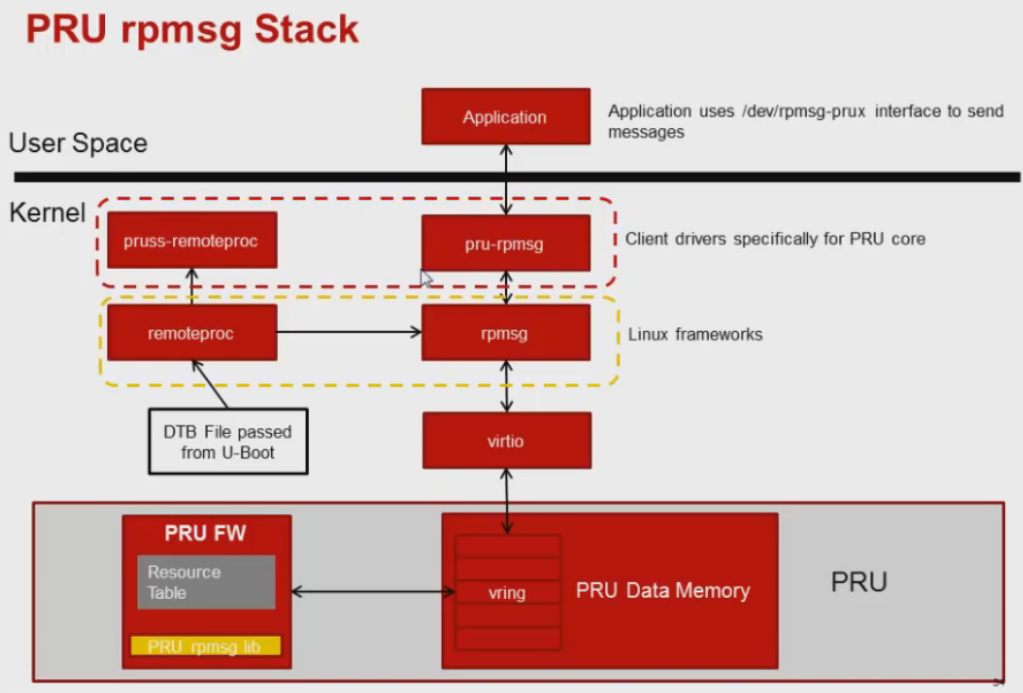 PRU rpmsg Stack
Application
Application uses /dev/rpmsg-prux interface to send
messages
User Space
Kernel
pruss-remoteproc
pru-rpmsg
Client drivers specifically for PRU core
remoteproc
rpmsg
Linux frameworks
DTB File passed
from U-Boot
virtio
PRU FW
Resource
Table
PRU rpmsg lib
vring
PRU Data Memory
PRU